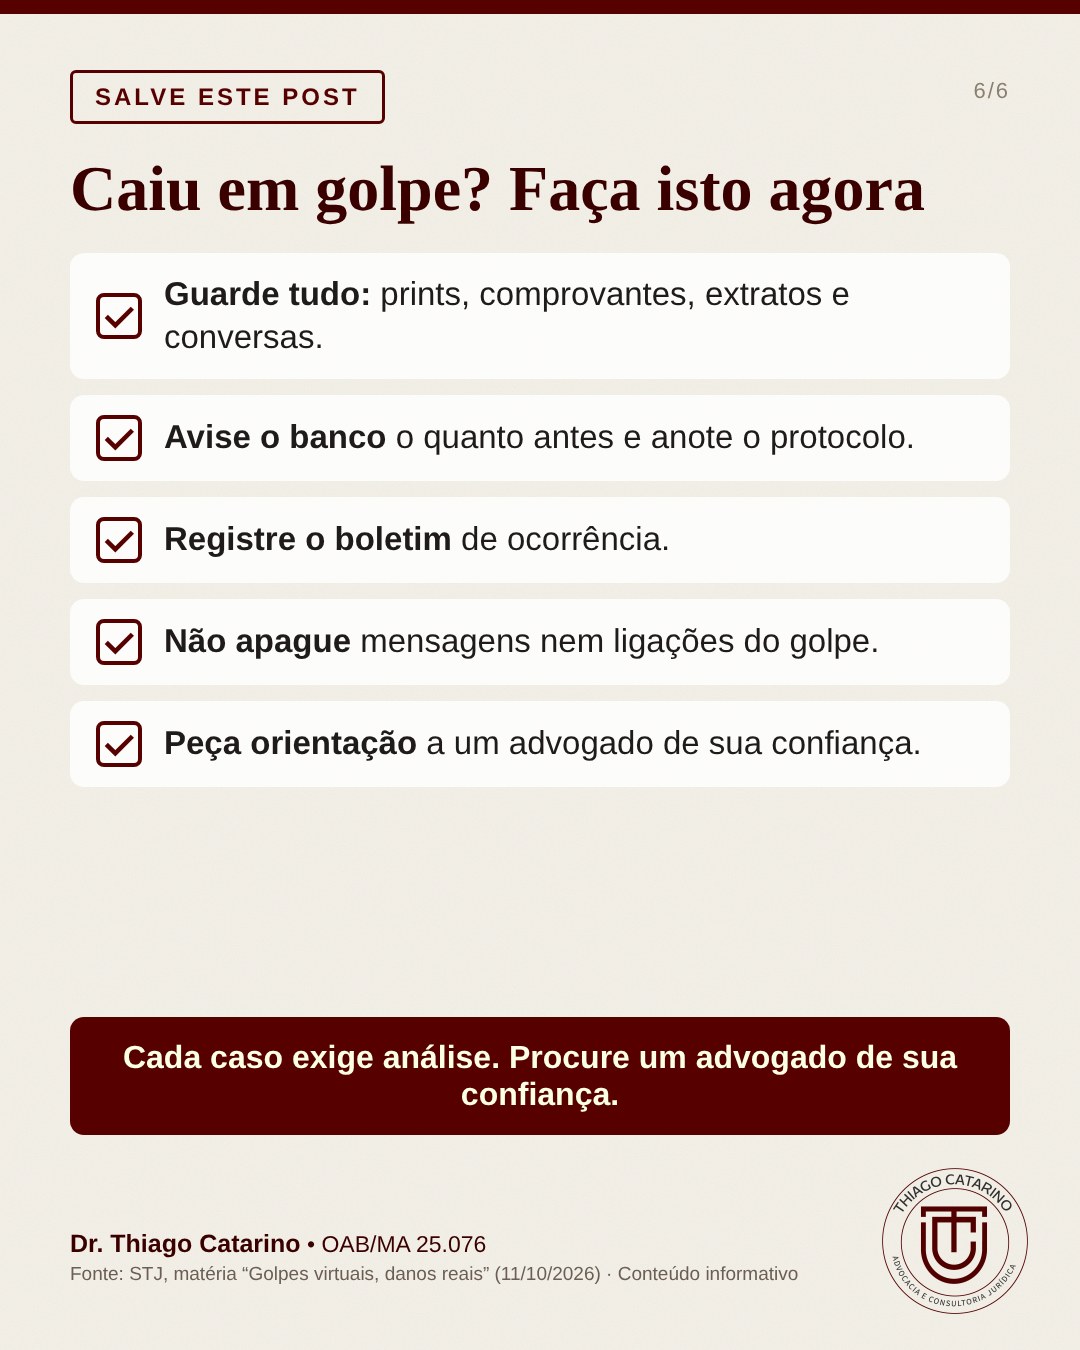 SALVE ESTE POST
6/6
Caiu em golpe? Faça isto agora
Guarde tudo: prints, comprovantes, extratos e
conversas.
Avise o banco o quanto antes e anote o protocolo.
Registre o boletim de ocorrência.
Não apague mensagens nem ligações do golpe.
Peça orientação a um advogado de sua confiança.
Cada caso exige análise. Procure um advogado de sua
confiança.
THIAGO CATARINO
ADVOCACIA E CONSULTORIA JURÍDICA
Dr. Thiago Catarino • OAB/MA 25.076
Fonte: STJ, matéria “Golpes virtuais, danos reais” (11/10/2026) · Conteúdo informativo